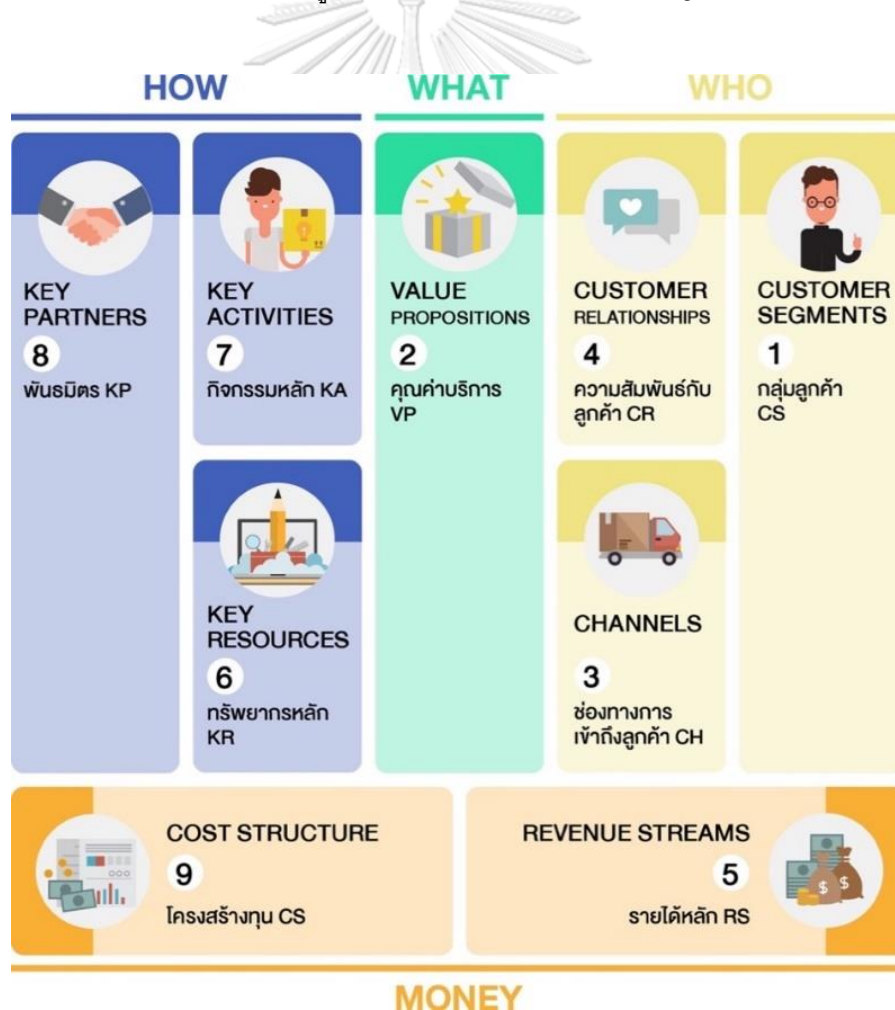 HOW
WHAT
WHO
KEY
PARTNERS
8
พันธมิตร KP
KEY
ACTIVITIES
7
กิจกรรมหลัก KA
KEY
RESOURCES
6
ทรัพยากรหลัก
KR
VALUE
PROPOSITIONS
2
คุณค่าบริการ
VP
CUSTOMER
RELATIONSHIPS
4
ความสัมพันธ์กับ
ลูกค้า CR
CHANNELS
3
ช่องทางการ
เข้าถึงลูกค้า CH
CUSTOMER
SEGMENTS
1
กลุ่มลูกค้า
CS
COST STRUCTURE
9
โครงสร้างทุน CS
REVENUE STREAMS
5
รายได้หลัก RS
MONEY